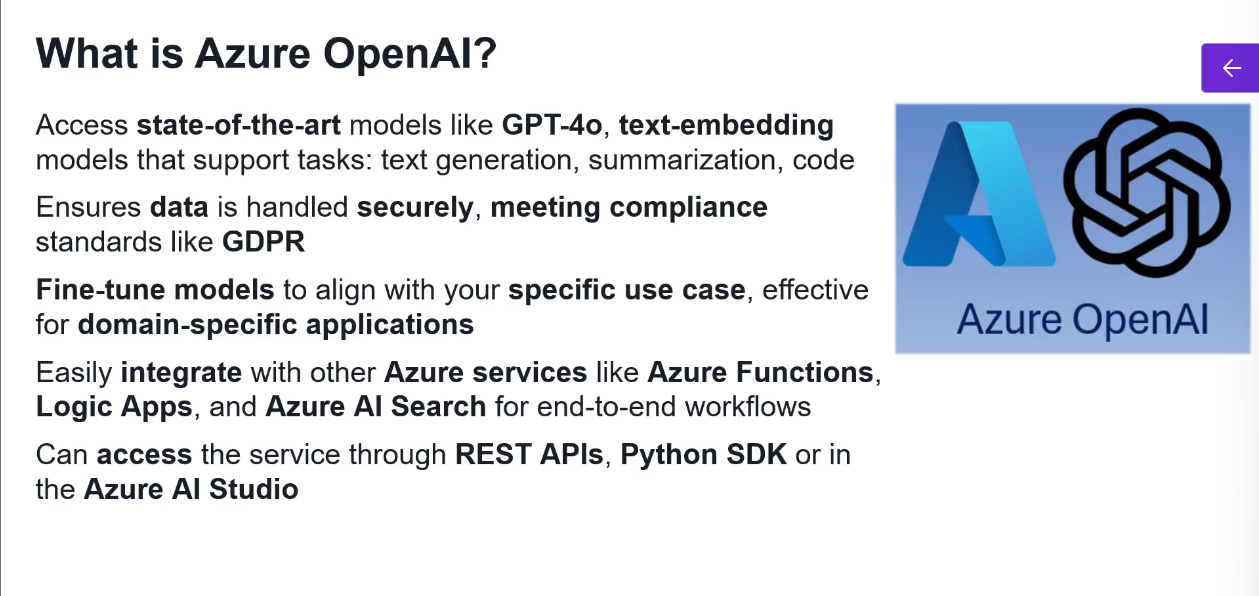 What is Azure OpenAI?
Access state-of-the-art models like GPT-4o, text-embedding
models that support tasks: text generation, summarization, code
Ensures data is handled securely, meeting compliance
standards like GDPR
Fine-tune models to align with your specific use case, effective
for domain-specific applications
Easily integrate with other Azure services like Azure Functions,
Logic Apps, and Azure AI Search for end-to-end workflows
Can access the service through REST APIs, Python SDK or in
the Azure AI Studio
Azure OpenAI